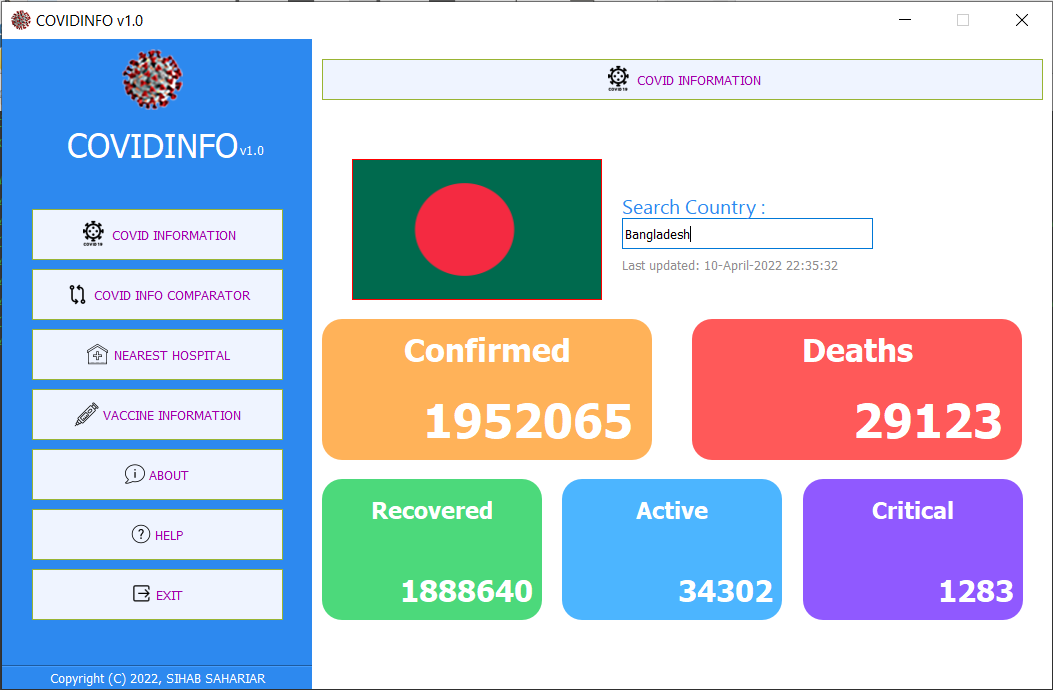 COVIDINFO v1.0
COVIDINFO v1.0
COVID INFORMATION
COVID INFO COMPARATOR
NEAREST HOSPITAL
VACCINE INFORMATION
ABOUT
HELP
EXIT
Copyright (C) 2022, SIHAB SAHARIAR
COVID INFORMATION
Search Country :
Bangladesh
Last updated: 10-April-2022 22:35:32
Confirmed
1952065
Deaths
29123
Recovered
1888640
Active
34302
Critical
1283